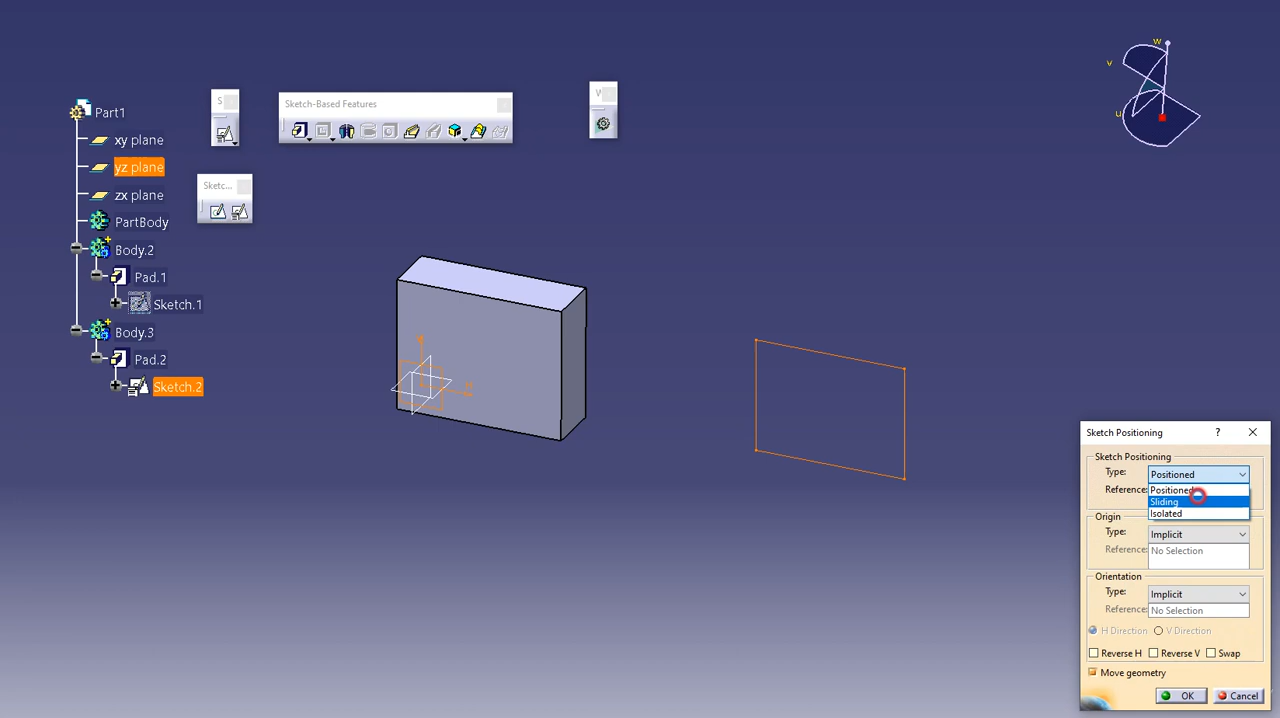 w
v
u
Part1
xy plane
yz plane
zx plane
PartBody
Body.2
Pad.1
Sketch.1
Body.3
Pad.2
Sketch.2
S
Sketch-Based Features
Sketc...
Sketch Positioning
?
Sketch Positioning
Type: Positioned
Positioned
Reference:
Sliding
Isolated
Origin
Type: Implicit
Reference: No Selection
Orientation
Type: Implicit
Reference: No Selection
H Direction V Direction
Reverse H Reverse V Swap
Move geometry
OK Cancel